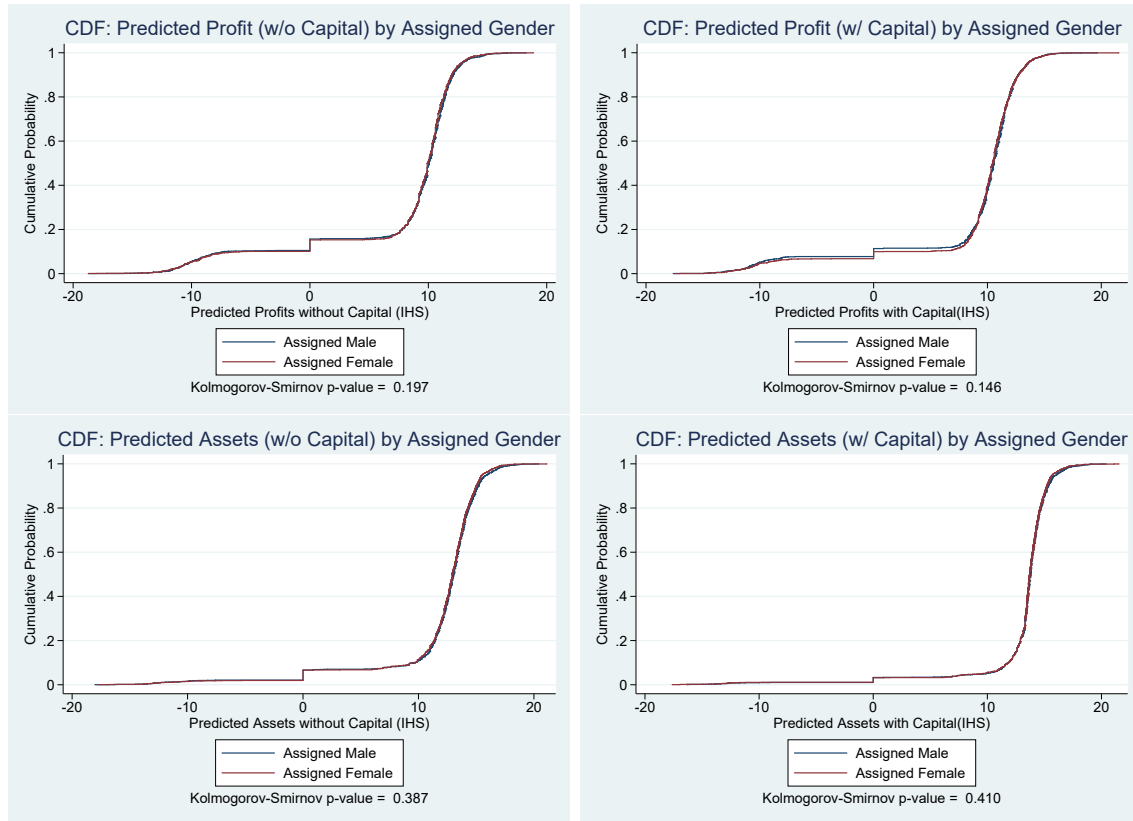 CDF: Predicted Profit (w/o Capital) by Assigned Gender
Cumulative Probability
1
.8
.6
.4
.2
0
-20 -10 0 10 20
Predicted Profits without Capital (IHS)
Assigned Male
Assigned Female
Kolmogorov-Smirnov p-value = 0.197
CDF: Predicted Profit (w/ Capital) by Assigned Gender
Cumulative Probability
1
.8
.6
.4
.2
0
-20 -10 0 10 20
Predicted Profits with Capital(IHS)
Assigned Male
Assigned Female
Kolmogorov-Smirnov p-value = 0.146
CDF: Predicted Assets (w/o Capital) by Assigned Gender
Cumulative Probability
1
.8
.6
.4
.2
0
-20 -10 0 10 20
Predicted Assets without Capital (IHS)
Assigned Male
Assigned Female
Kolmogorov-Smirnov p-value = 0.387
CDF: Predicted Assets (w/ Capital) by Assigned Gender
Cumulative Probability
1
.8
.6
.4
.2
0
-20 -10 0 10 20
Predicted Assets with Capital(IHS)
Assigned Male
Assigned Female
Kolmogorov-Smirnov p-value = 0.410